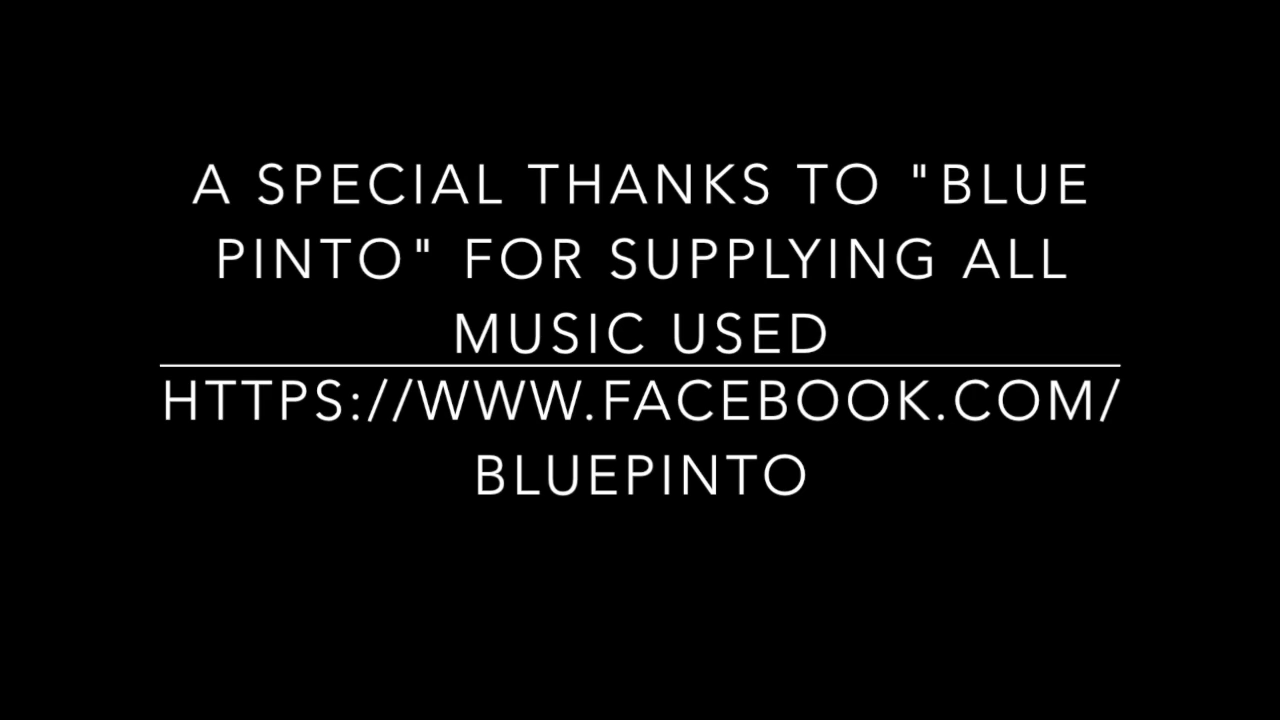 A SPECIAL THANKS TO "BLUE
PINTO" FOR SUPPLYING ALL
MUSIC USED
HTTPS://WWW.FACEBOOK.COM/
BLUEPINTO